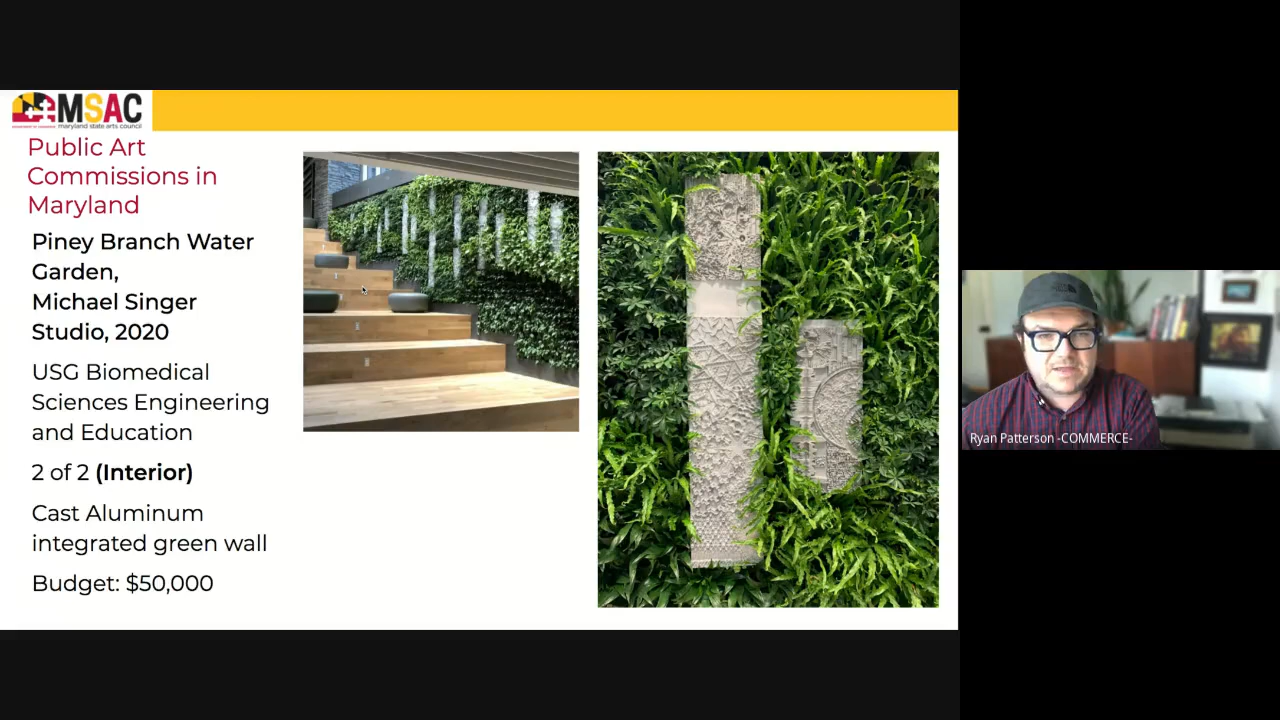 MSAC
maryland state arts council
Public Art
Commissions in
Maryland
Piney Branch Water
Garden,
Michael Singer
Studio, 2020
USG Biomedical
Sciences Engineering
and Education
2 of 2 (Interior)
Cast Aluminum
integrated green wall
Budget: $50,000
Ryan Patterson -COMMERCE-